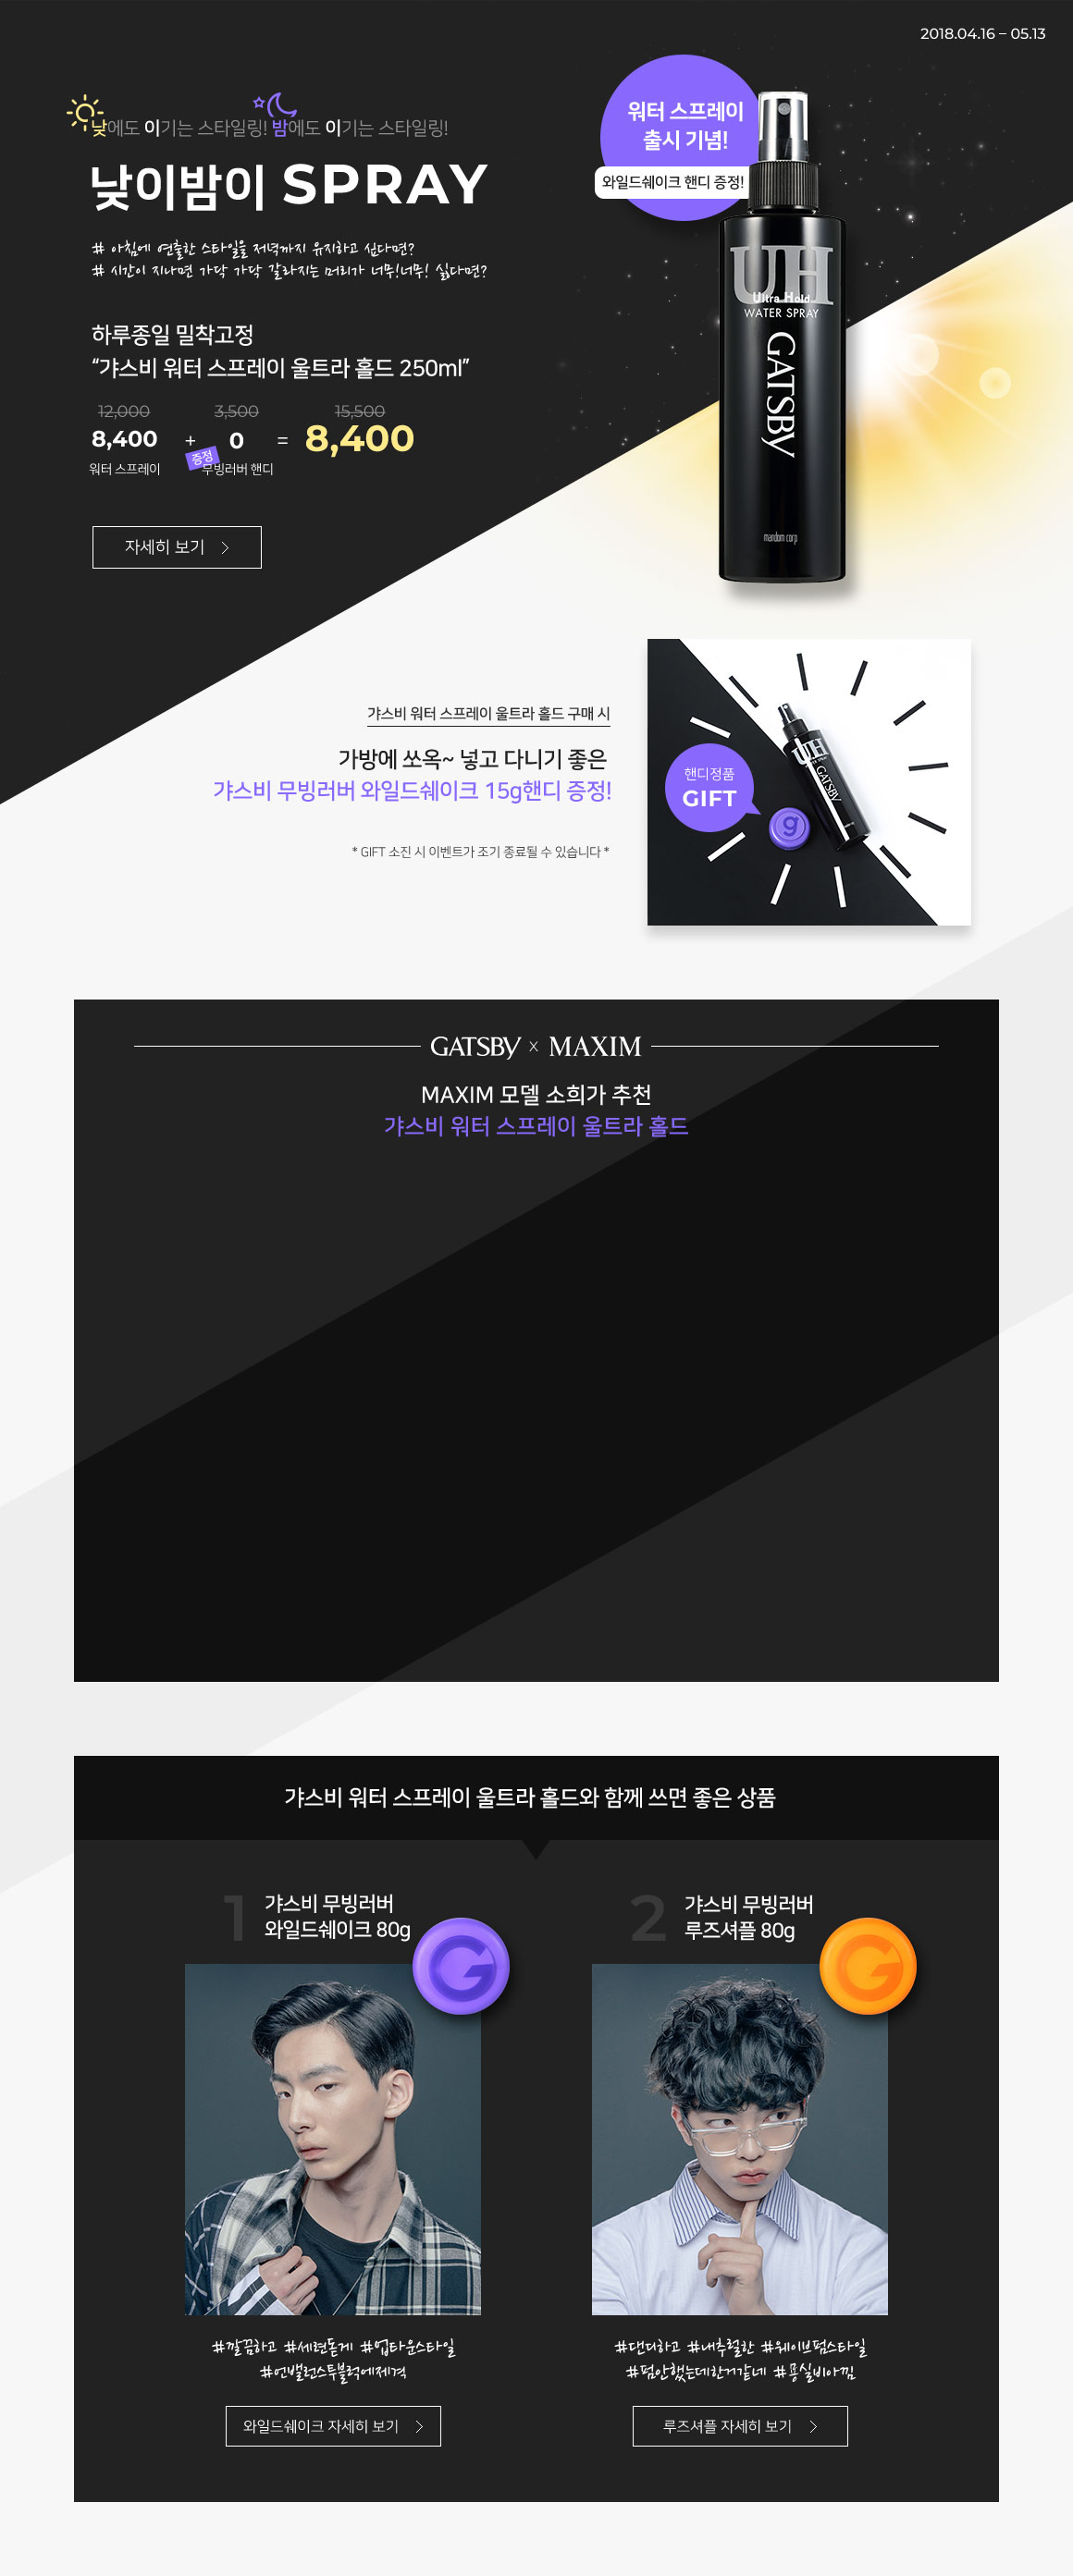 2018.04.16 – 05.13
워터 스프레이
출시 기념!
와일드쉐이크 핸디 증정!
낮에도 이기는 스타일링! 밤에도 이기는 스타일링!
낮이밤이 SPRAY
# 아침에 연출한 스타일을 저녁까지 유지하고 싶다면?
# 시간이 지나면 가닥 가닥 갈라지는 머리가 너무!너무! 싫다면?
하루종일 밀착고정
“갸스비 워터 스프레이 울트라 홀드 250ml”
12,000 3,500 15,500
8,400 + 0 = 8,400
증정
워터 스프레이 무빙러버 핸디
자세히 보기 >
UH
Ultra Hold
WATER SPRAY
GATSBY
mandom corp.
갸스비 워터 스프레이 울트라 홀드 구매 시
가방에 쏘옥~ 넣고 다니기 좋은
갸스비 무빙러버 와일드쉐이크 15g핸디 증정!
* GIFT 소진 시 이벤트가 조기 종료될 수 있습니다 *
핸디정품
GIFT
UH
GATSBY
g
GATSBY x MAXIM
MAXIM 모델 소희가 추천
갸스비 워터 스프레이 울트라 홀드
갸스비 워터 스프레이 울트라 홀드와 함께 쓰면 좋은 상품
1 갸스비 무빙러버
와일드쉐이크 80g
G
#깔끔하고 #세련돋게 #업타운스타일
#언밸런스투블럭에제격
와일드쉐이크 자세히 보기 >
2 갸스비 무빙러버
루즈셔플 80g
G
#댄디하고 #내추럴한 #웨이브펌스타일
#펌안했는데한거같네 #몽실비아낌
루즈셔플 자세히 보기 >